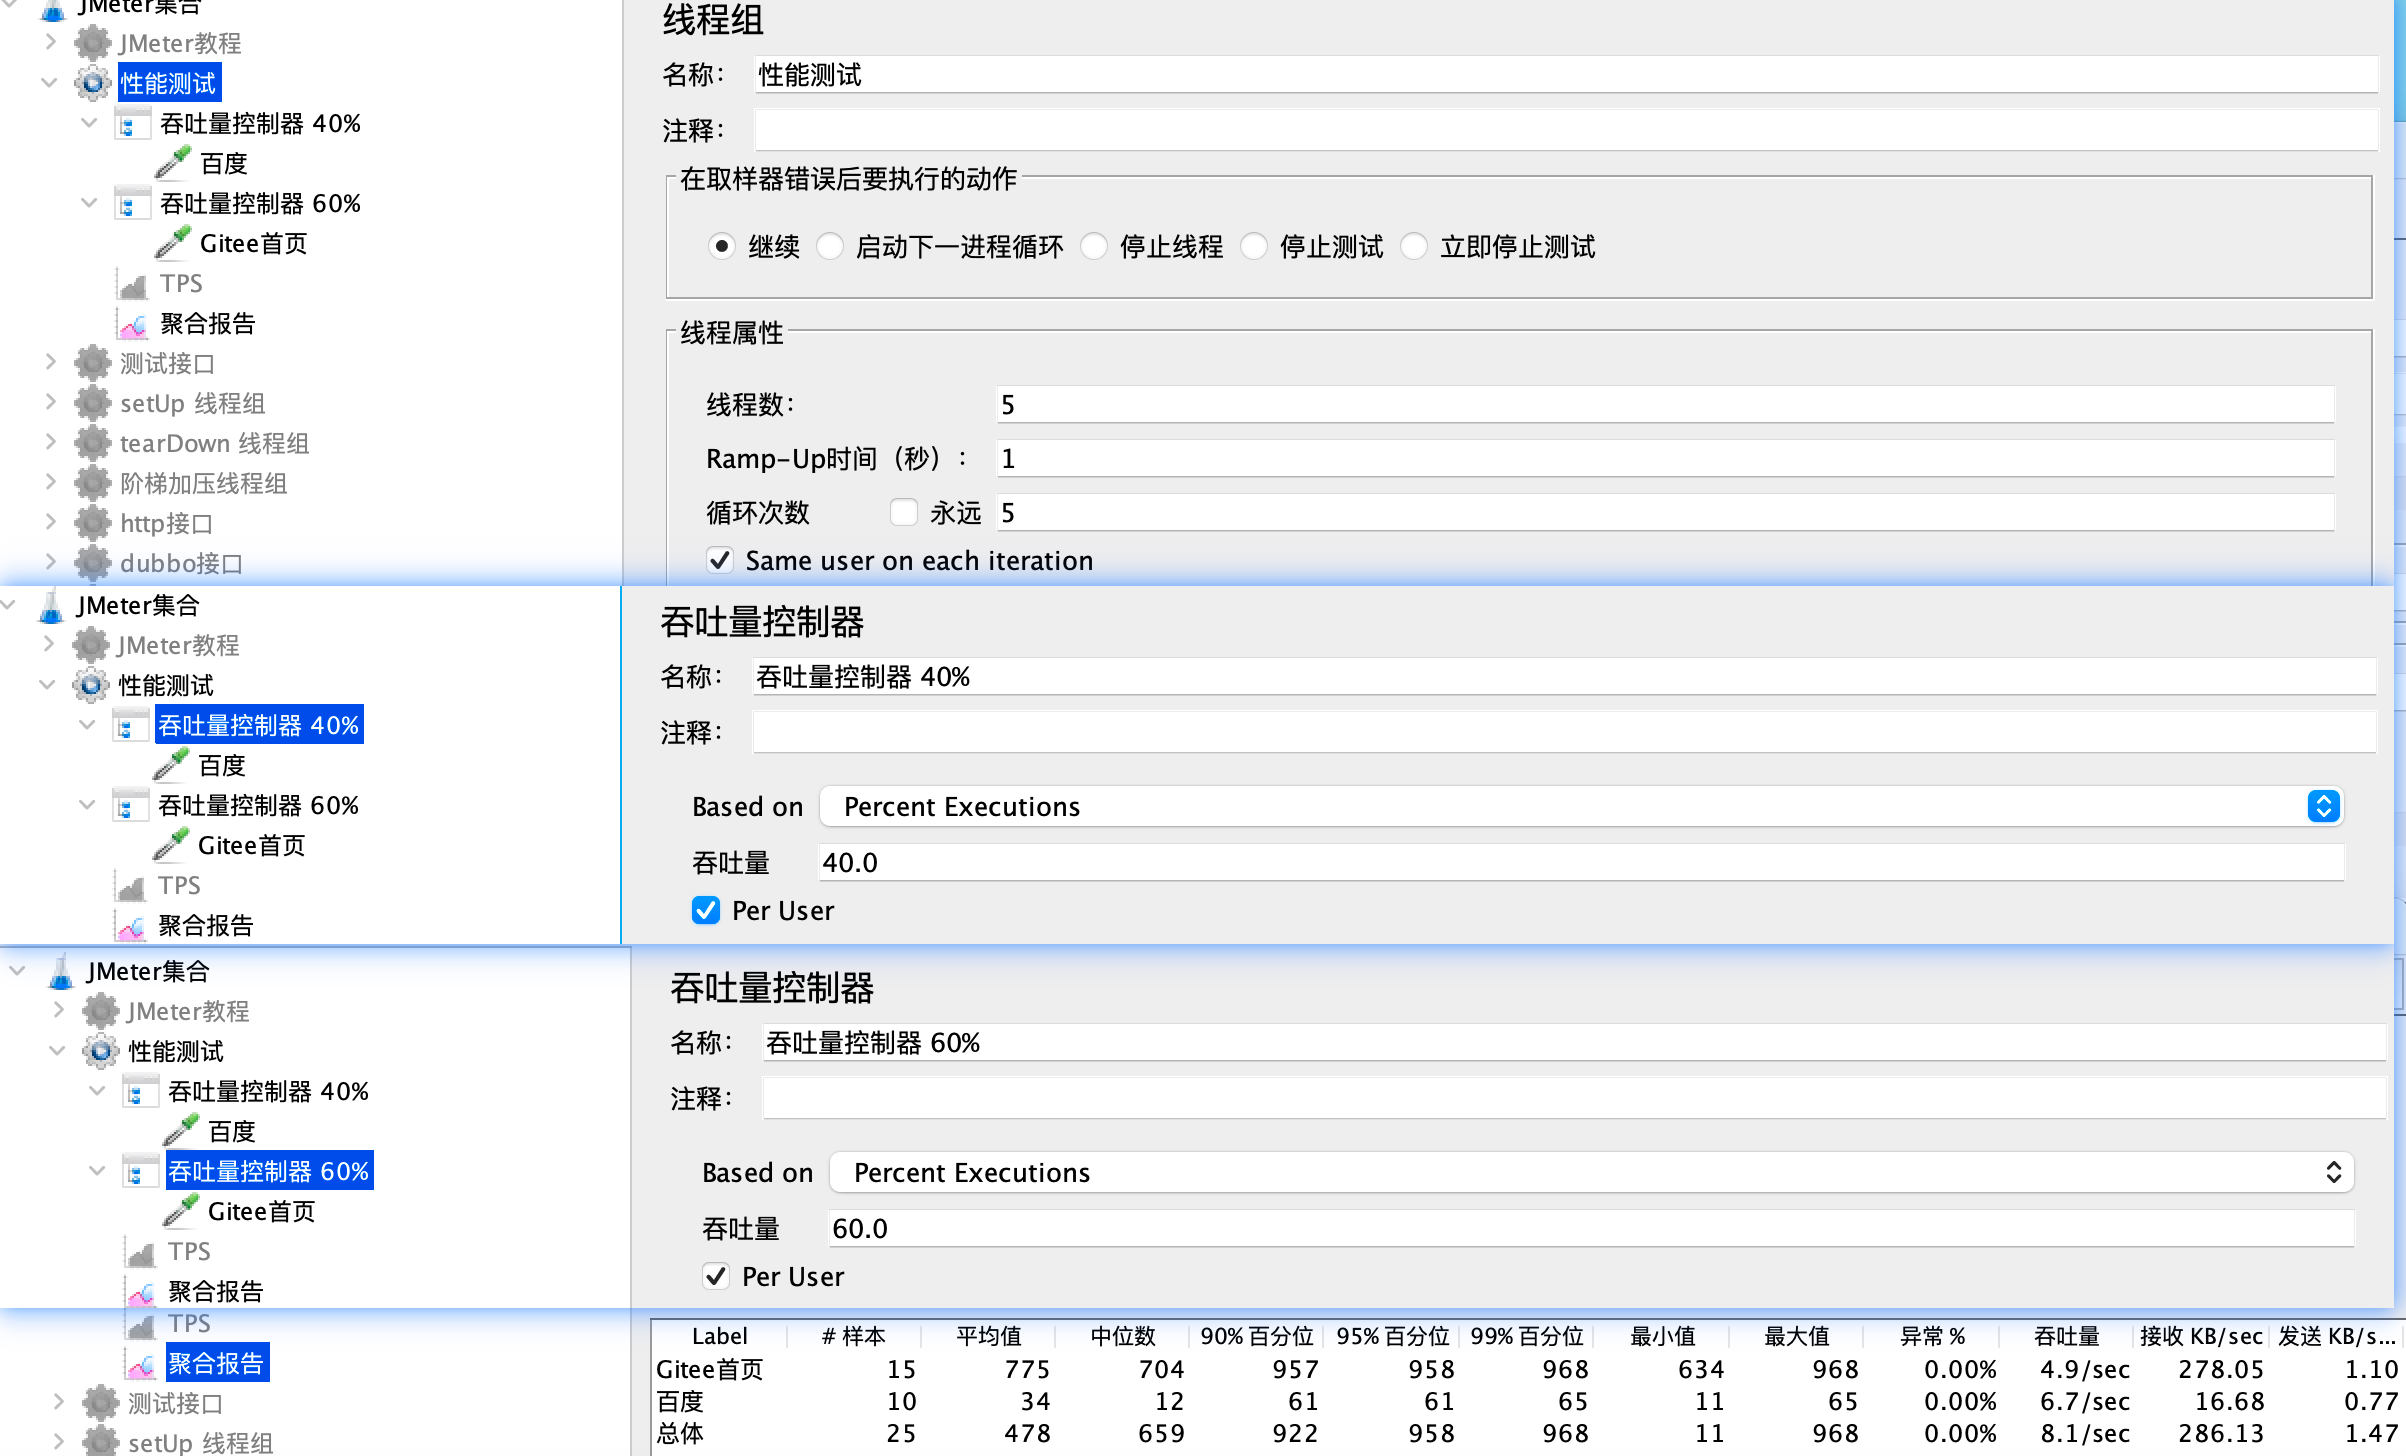 JMeter集合
JMeter教程
性能测试
吞吐量控制器 40%
百度
吞吐量控制器 60%
Gitee首页
TPS
聚合报告
测试接口
setUp 线程组
tearDown 线程组
阶梯加压线程组
http接口
dubbo接口
线程组
名称： 性能测试
注释：
在取样器错误后要执行的动作
继续 启动下一进程循环 停止线程 停止测试 立即停止测试
线程属性
线程数： 5
Ramp-Up时间（秒）： 1
循环次数 永远 5
Same user on each iteration
JMeter集合
JMeter教程
性能测试
吞吐量控制器 40%
百度
吞吐量控制器 60%
Gitee首页
TPS
聚合报告
吞吐量控制器
名称： 吞吐量控制器 40%
注释：
Based on Percent Executions
吞吐量 40.0
Per User
JMeter集合
JMeter教程
性能测试
吞吐量控制器 40%
百度
吞吐量控制器 60%
Gitee首页
TPS
聚合报告
吞吐量控制器
名称： 吞吐量控制器 60%
注释：
Based on Percent Executions
吞吐量 60.0
Per User
TPS
聚合报告
测试接口
setUp 线程组
Label # 样本 平均值 中位数 90% 百分位 95% 百分位 99% 百分位 最小值 最大值 异常 % 吞吐量 接收 KB/sec 发送 KB/s...
Gitee首页 15 775 704 957 958 968 634 968 0.00% 4.9/sec 278.05 1.10
百度 10 34 12 61 61 65 11 65 0.00% 6.7/sec 16.68 0.77
总体 25 478 659 922 958 968 11 968 0.00% 8.1/sec 286.13 1.47